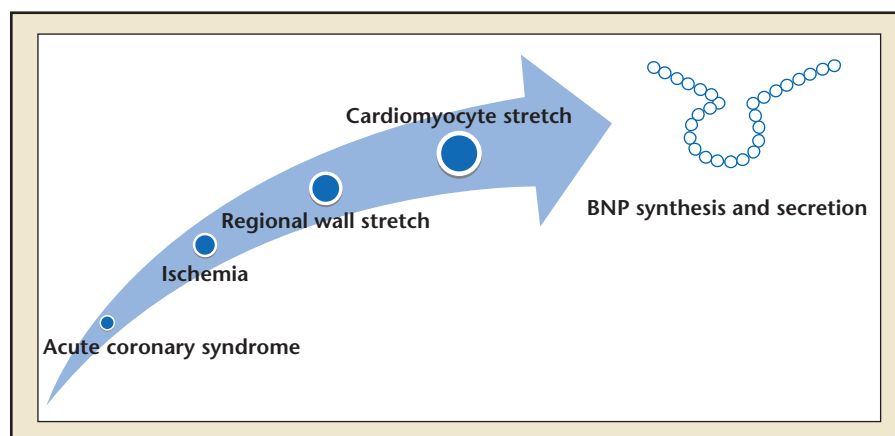 Cardiomyocyte stretch
Regional wall stretch
BNP synthesis and secretion
Ischemia
Acute coronary syndrome